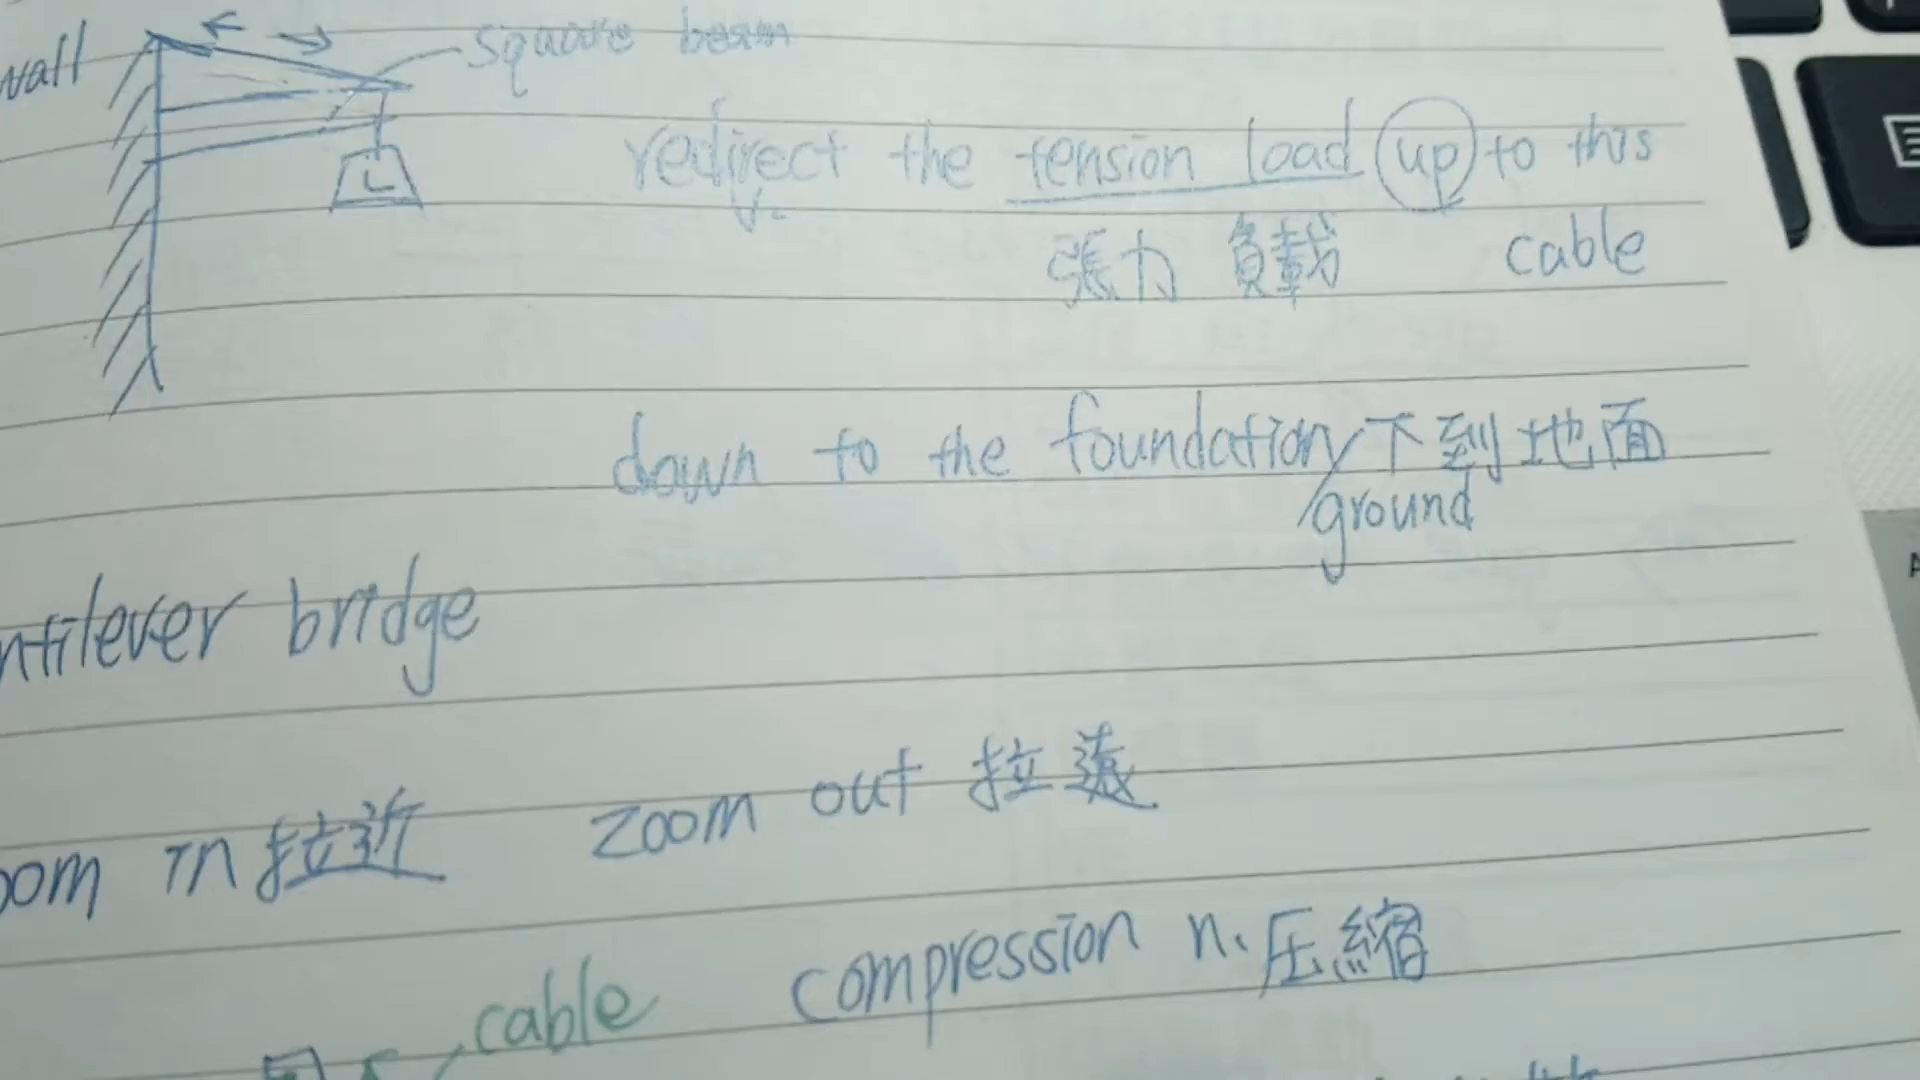 wall
square beam
redirect the tension load up to this
v.
張力 負載 cable
L
down to the foundation/下到地面
/ground
ntilever bridge
oom in 拉近 zoom out 拉遠
compression n. 压縮
cable